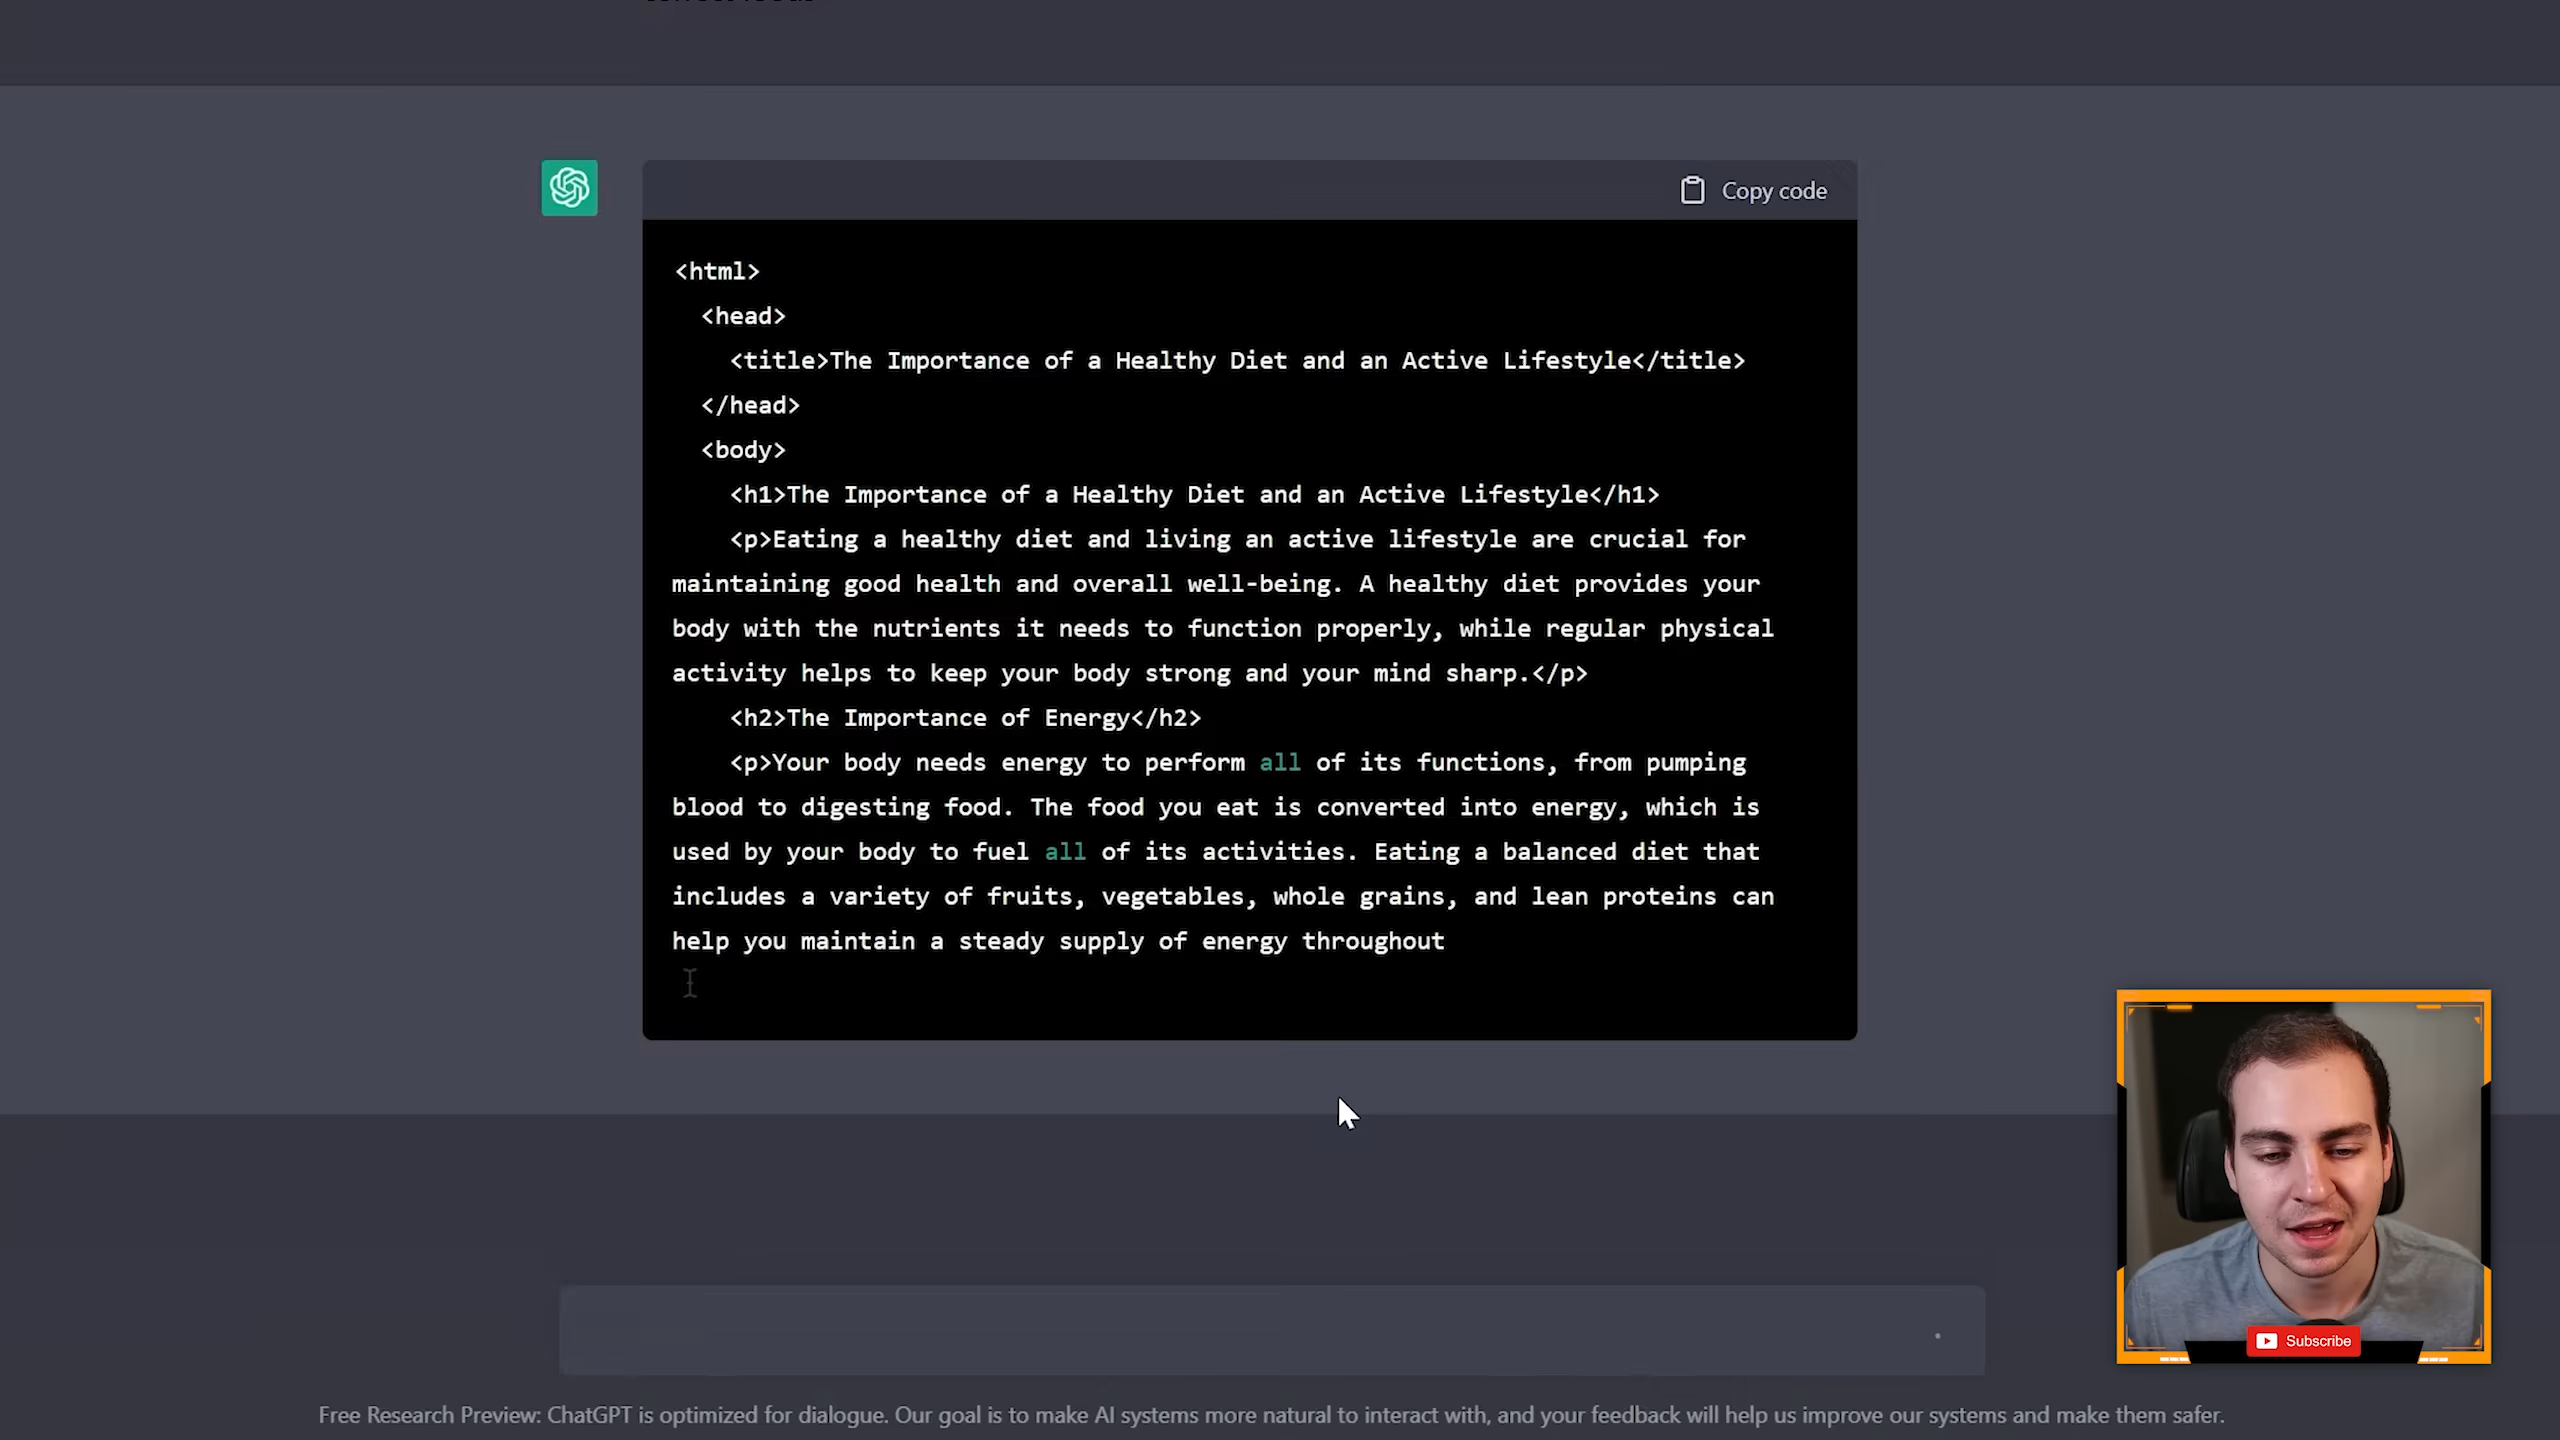 Copy code
<html>
<head>
<title>The Importance of a Healthy Diet and an Active Lifestyle</title>
</head>
<body>
<h1>The Importance of a Healthy Diet and an Active Lifestyle</h1>
<p>Eating a healthy diet and living an active lifestyle are crucial for
maintaining good health and overall well-being. A healthy diet provides your
body with the nutrients it needs to function properly, while regular physical
activity helps to keep your body strong and your mind sharp.</p>
<h2>The Importance of Energy</h2>
<p>Your body needs energy to perform all of its functions, from pumping
blood to digesting food. The food you eat is converted into energy, which is
used by your body to fuel all of its activities. Eating a balanced diet that
includes a variety of fruits, vegetables, whole grains, and lean proteins can
help you maintain a steady supply of energy throughout
Subscribe
Free Research Preview: ChatGPT is optimized for dialogue. Our goal is to make AI systems more natural to interact with, and your feedback will help us improve our systems and make them safer.